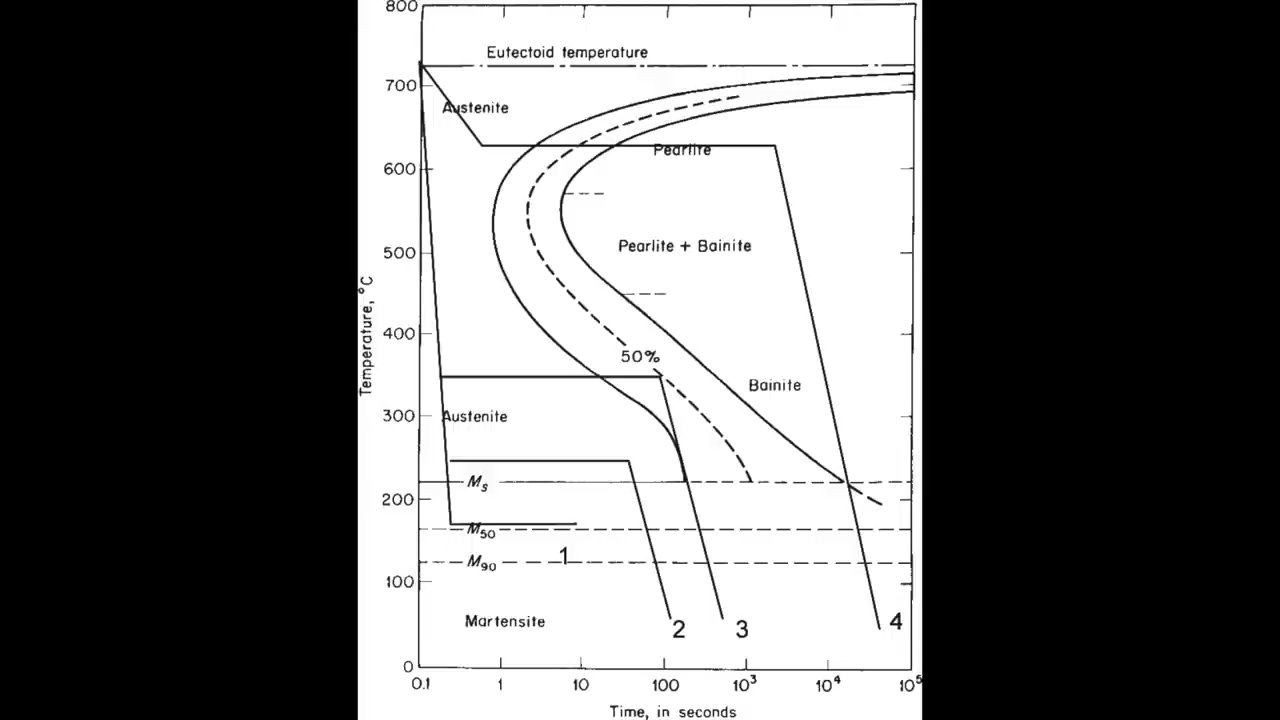 800
Eutectoid temperature
700
Austenite
Pearlite
600
Pearlite + Bainite
500
Temperature, °C
400
50%
Bainite
300
Austenite
Ms
200
M50
1
M90
100
Martensite
2
3
4
0
0.1 1 10 100 10³ 10⁴ 10⁵
Time, in seconds